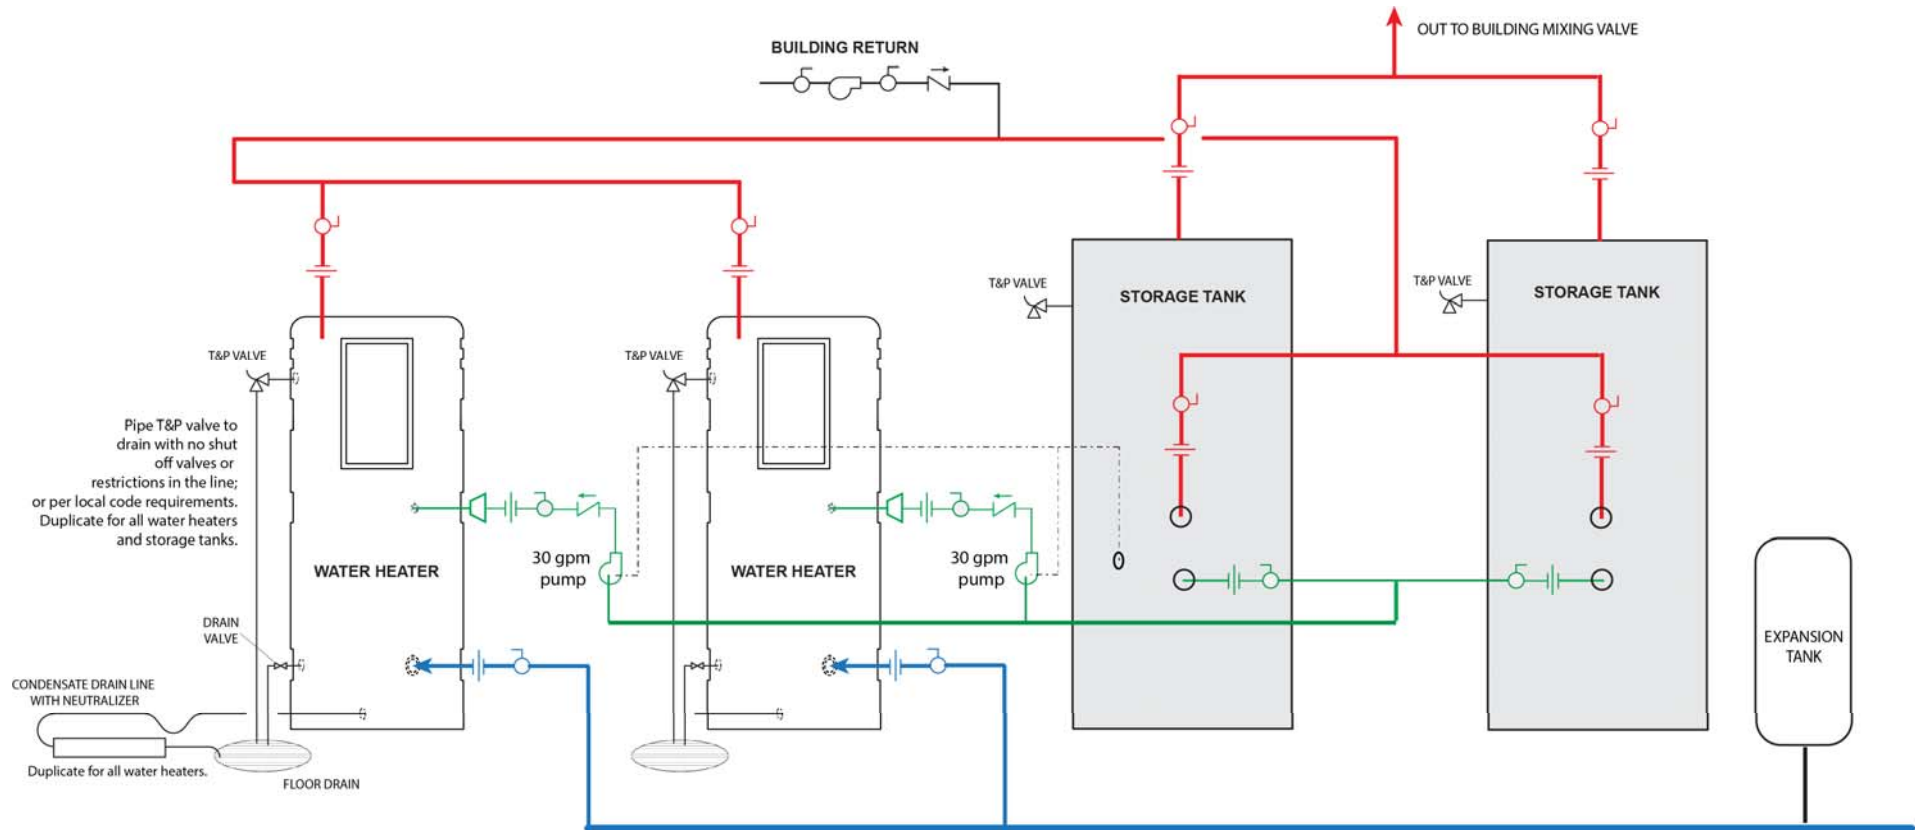 OUT TO BUILDING MIXING VALVE
BUILDING RETURN
T&P VALVE
STORAGE TANK
T&P VALVE
STORAGE TANK
T&P VALVE
T&P VALVE
Pipe T&P valve to
drain with no shut
off valves or
restrictions in the line;
or per local code requirements.
Duplicate for all water heaters
and storage tanks.
30 gpm
pump
30 gpm
pump
WATER HEATER
WATER HEATER
DRAIN
VALVE
EXPANSION
TANK
CONDENSATE DRAIN LINE
WITH NEUTRALIZER
Duplicate for all water heaters.
FLOOR DRAIN